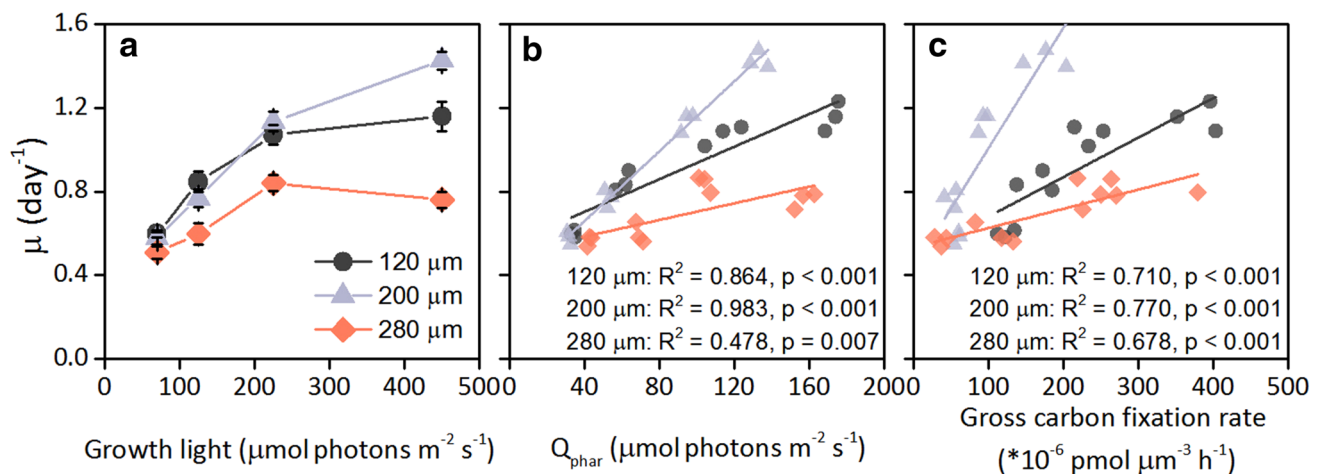 a
b
c
μ (day⁻¹)
1.6
1.2
0.8
0.4
0.0
120 μm
200 μm
280 μm
0 100 200 300 400 500
Growth light (μmol photons m⁻² s⁻¹)
120 μm: R² = 0.864, p < 0.001
200 μm: R² = 0.983, p < 0.001
280 μm: R² = 0.478, p = 0.007
0 40 80 120 160 200
Qphar (μmol photons m⁻² s⁻¹)
120 μm: R² = 0.710, p < 0.001
200 μm: R² = 0.770, p < 0.001
280 μm: R² = 0.678, p < 0.001
0 100 200 300 400 500
Gross carbon fixation rate
(*10⁻⁶ pmol μm⁻³ h⁻¹)